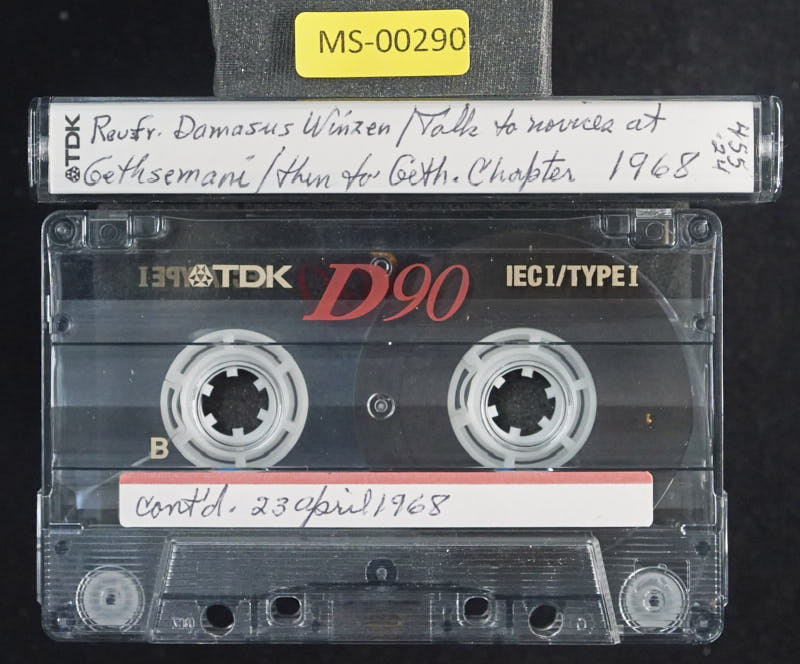 MS-00290
TDK
Rev. Fr. Damasus Winzen / Talk to novices at
Gethsemani / then to Geth. Chapter 1968
455
.24
TDK D90 IEC I/TYPE I
B
cont'd. 23 april 1968